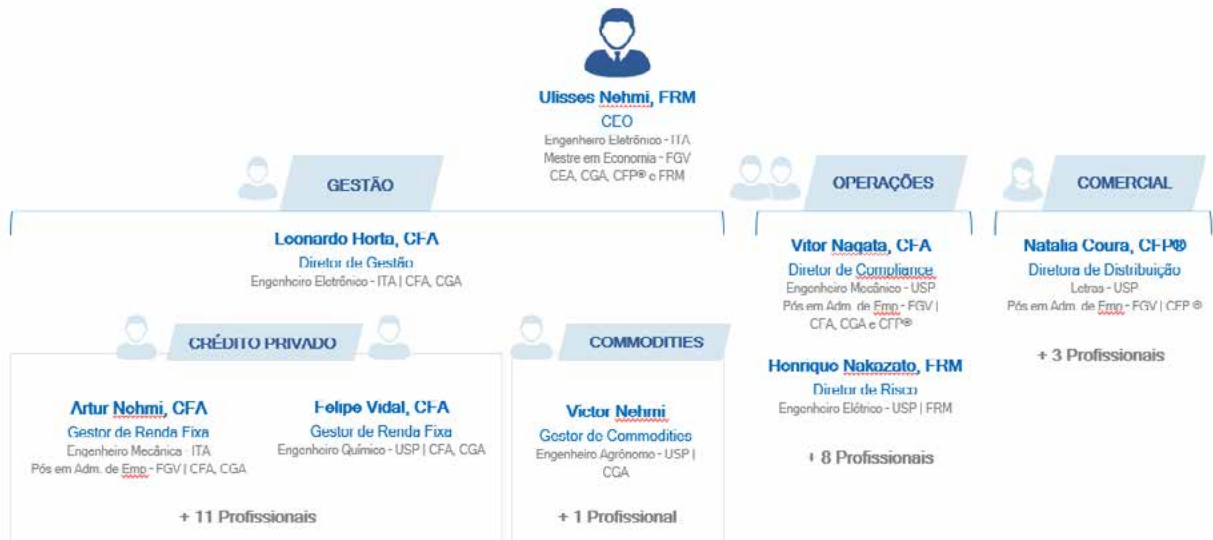 Ulisses Nehmi, FRM
CEO
Engenheiro Eletrônico - ITA
Mestre em Economia - FGV
CEA, CGA, CFP® e FRM
GESTÃO
Leonardo Horta, CFA
Diretor de Gestão
Engenheiro Eletrônico - ITA | CFA, CGA
CRÉDITO PRIVADO
Artur Nehmi, CFA
Gestor de Renda Fixa
Engenheiro Mecânica - ITA
Pós em Adm. de Emp - FGV | CFA, CGA
Felipe Vidal, CFA
Gestor de Renda Fixa
Engenheiro Químico - USP | CFA, CGA
+ 11 Profissionais
COMMODITIES
Victor Nehmi
Gestor de Commodities
Engenheiro Agrônomo - USP |
CGA
+ 1 Profissional
OPERAÇÕES
Vitor Nagata, CFA
Diretor de Compliance
Engenheiro Mecânico - USP
Pós em Adm. de Emp - FGV |
CFA, CGA e CFP®
Henrique Nakazato, FRM
Diretor de Risco
Engenheiro Elétrico - USP | FRM
+ 8 Profissionais
COMERCIAL
Natalia Coura, CFP®
Diretora de Distribuição
Letras - USP
Pós em Adm. de Emp - FGV | CFP ®
+ 3 Profissionais